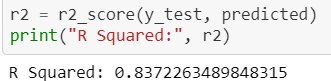 r2 = r2_score(y_test, predicted)
print("R Squared:", r2)
R Squared: 0.8372263489848315